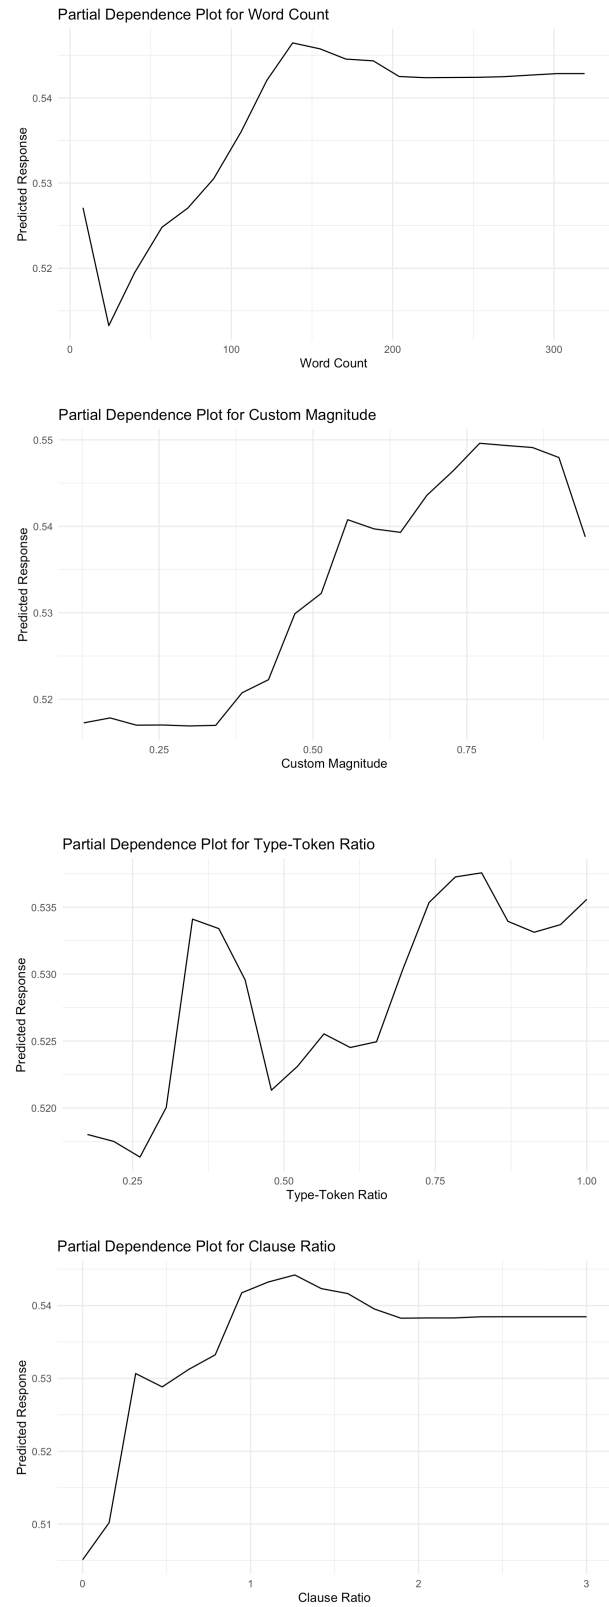 Partial Dependence Plot for Word Count
Predicted Response
0.54
0.53
0.52
0
100
200
300
Word Count
Partial Dependence Plot for Custom Magnitude
Predicted Response
0.55
0.54
0.53
0.52
0.25
0.50
0.75
Custom Magnitude
Partial Dependence Plot for Type-Token Ratio
Predicted Response
0.535
0.530
0.525
0.520
0.25
0.50
0.75
1.00
Type-Token Ratio
Partial Dependence Plot for Clause Ratio
Predicted Response
0.54
0.53
0.52
0.51
0
1
2
3
Clause Ratio